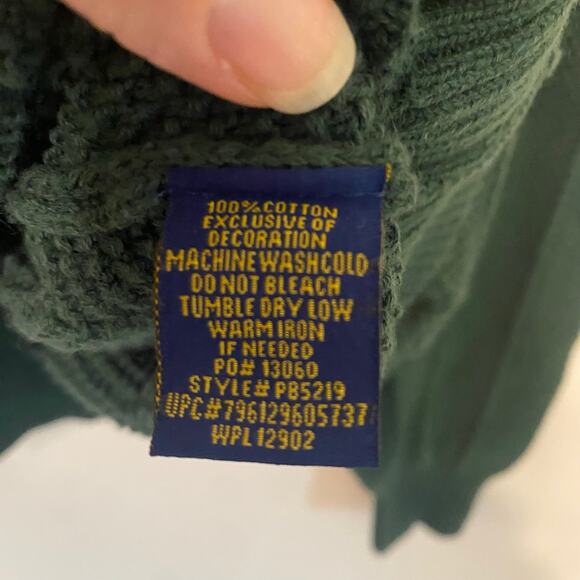 100% COTTON
EXCLUSIVE OF
DECORATION
MACHINE WASH COLD
DO NOT BLEACH
TUMBLE DRY LOW
WARM IRON
IF NEEDED
PO# 13060
STYLE# PB5219
UPC#796129605737
WPL 12902